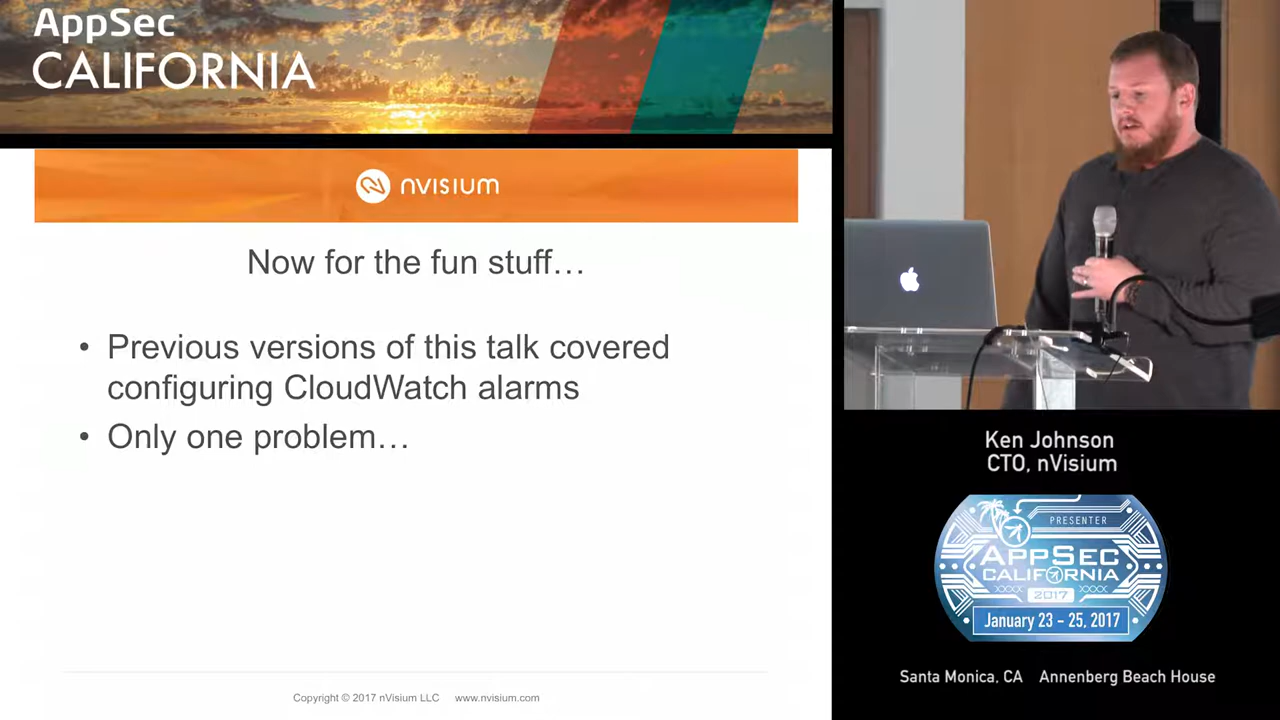 AppSec
CALIFORNIA
nvisium
Now for the fun stuff…
• Previous versions of this talk covered
configuring CloudWatch alarms
• Only one problem…
Copyright © 2017 nVisium LLC www.nvisium.com
Ken Johnson
CTO, nVisium
PRESENTER
APPSEC
CALIFORNIA
XXXX 2017 XXXX
January 23 - 25, 2017
Santa Monica, CA Annenberg Beach House